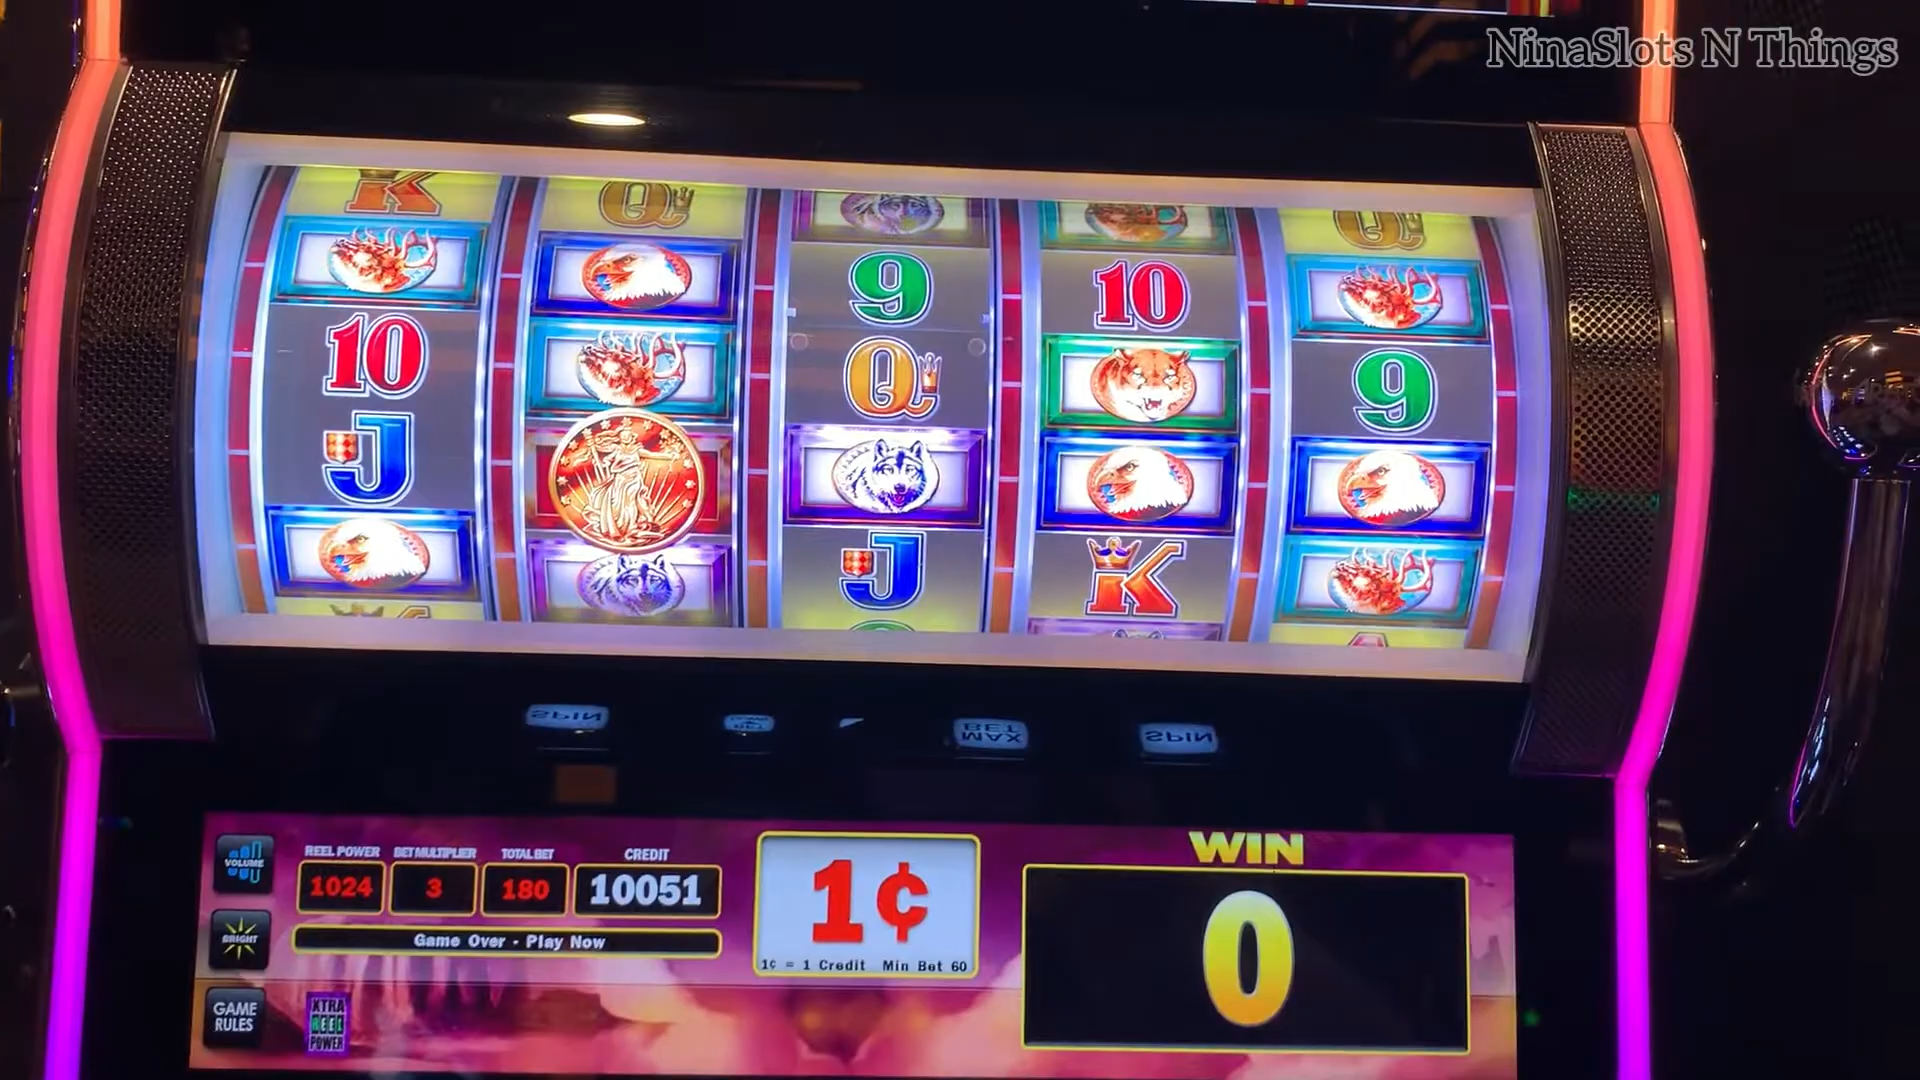 NinaSlots N Things
K Q Q
9 10
10 Q 9
J
J K
SPIN BET MAX SPIN
VOLUME
REEL POWER BET MULTIPLIER TOTAL BET CREDIT
1024 3 180 10051
Game Over - Play Now
BRIGHT
GAME RULES
XTRA REEL POWER
1¢
1¢ = 1 Credit Min Bet 60
WIN
0